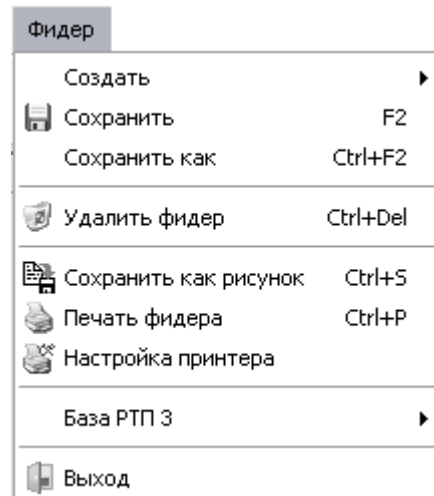 Фидер
Создать
Сохранить F2
Сохранить как Ctrl+F2
Удалить фидер Ctrl+Del
Сохранить как рисунок Ctrl+S
Печать фидера Ctrl+P
Настройка принтера
База РТП 3
Выход